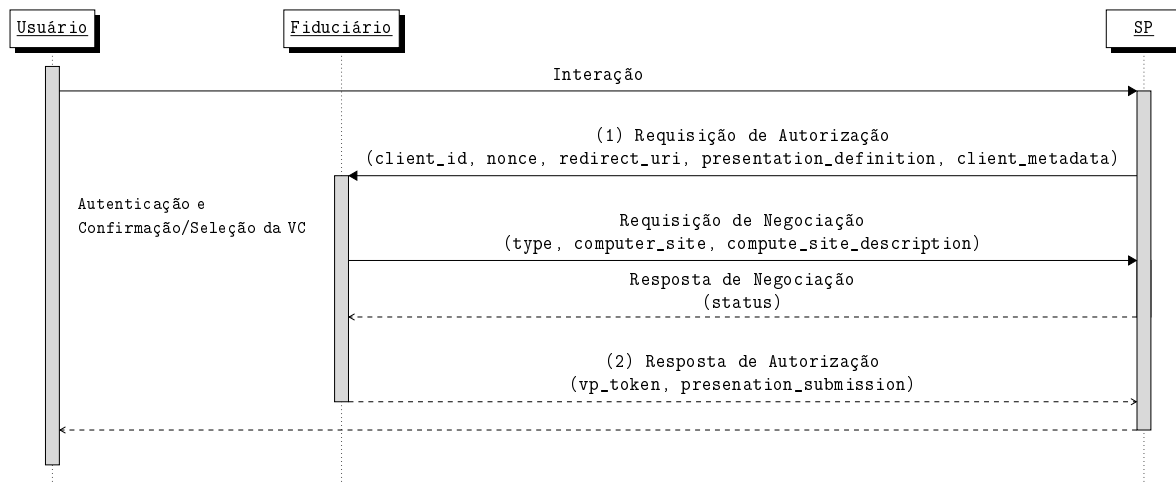 Usuário
Fiduciário
SP
Interação
(1) Requisição de Autorização
(client_id, nonce, redirect_uri, presentation_definition, client_metadata)
Autenticação e
Confirmação/Seleção da VC
Requisição de Negociação
(type, computer_site, compute_site_description)
Resposta de Negociação
(status)
(2) Resposta de Autorização
(vp_token, presenation_submission)